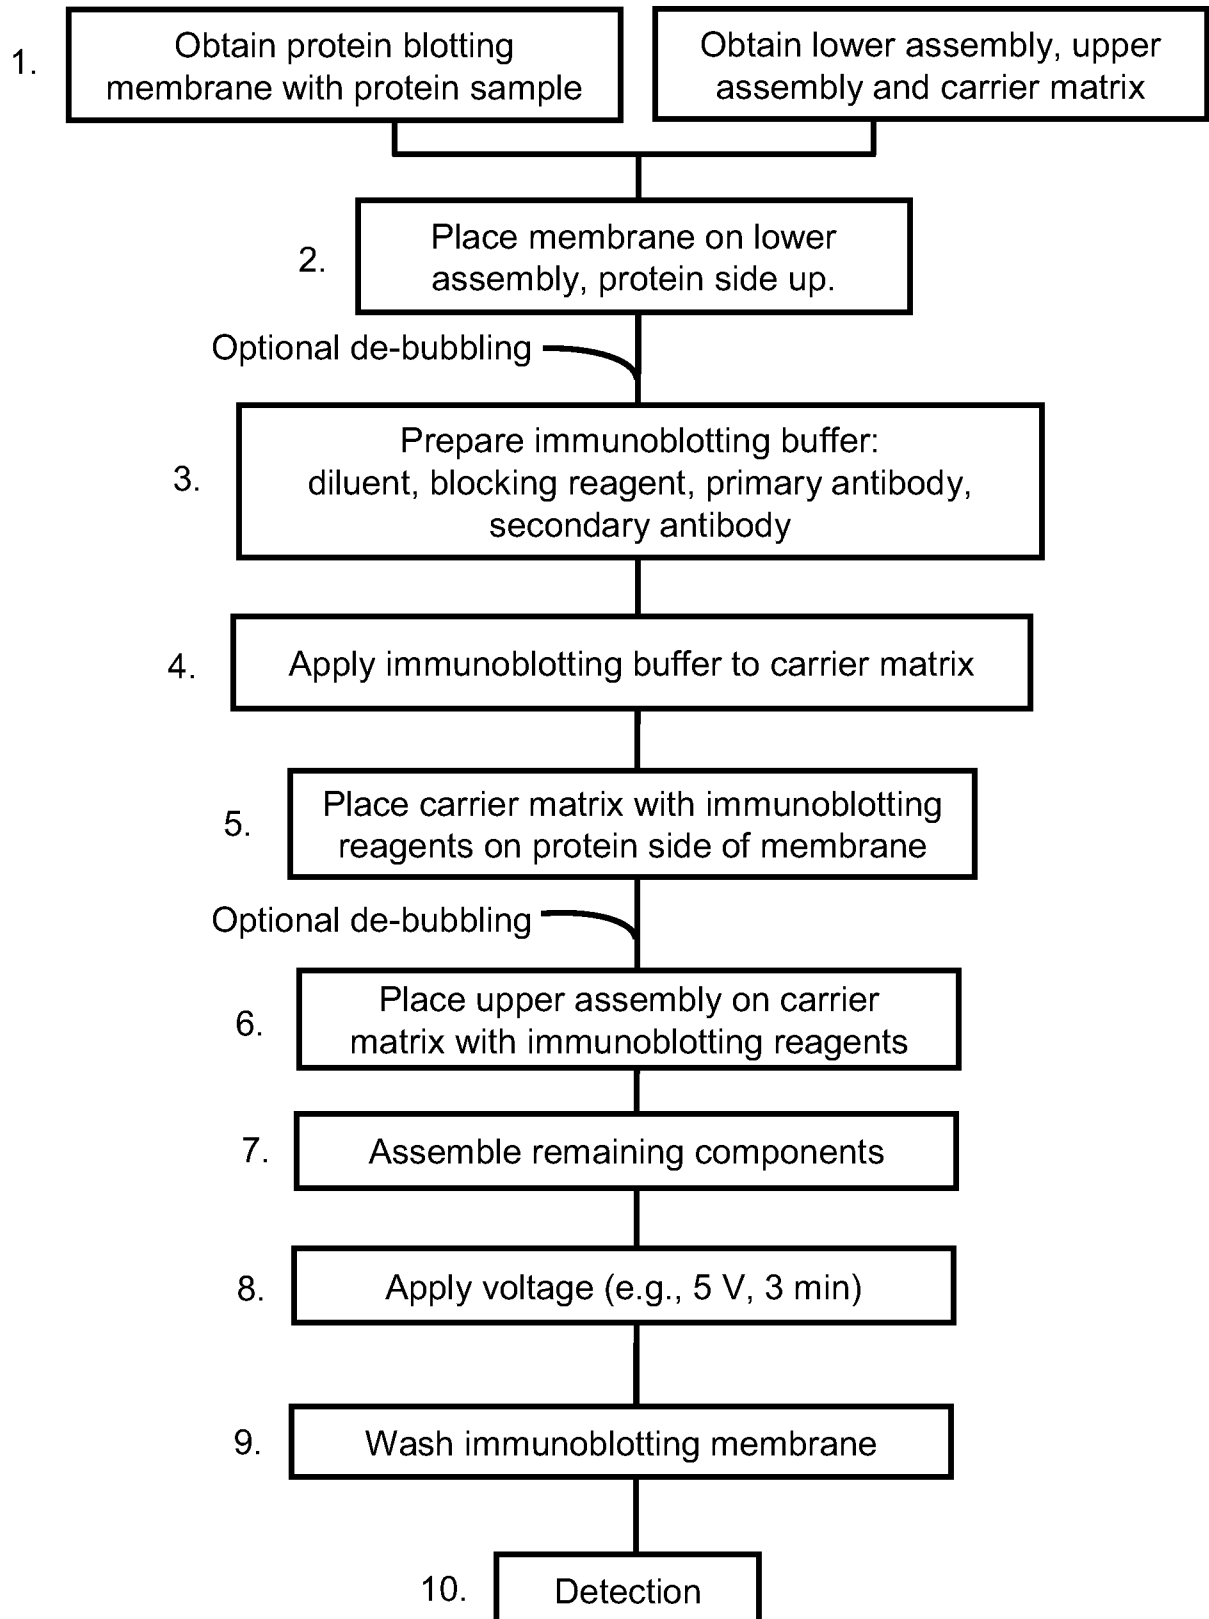 1.
Obtain protein blotting
membrane with protein sample
Obtain lower assembly, upper
assembly and carrier matrix
2.
Place membrane on lower
assembly, protein side up.
Optional de-bubbling
3.
Prepare immunoblotting buffer:
diluent, blocking reagent, primary antibody,
secondary antibody
4.
Apply immunoblotting buffer to carrier matrix
5.
Place carrier matrix with immunoblotting
reagents on protein side of membrane
Optional de-bubbling
6.
Place upper assembly on carrier
matrix with immunoblotting reagents
7.
Assemble remaining components
8.
Apply voltage (e.g., 5 V, 3 min)
9.
Wash immunoblotting membrane
10.
Detection